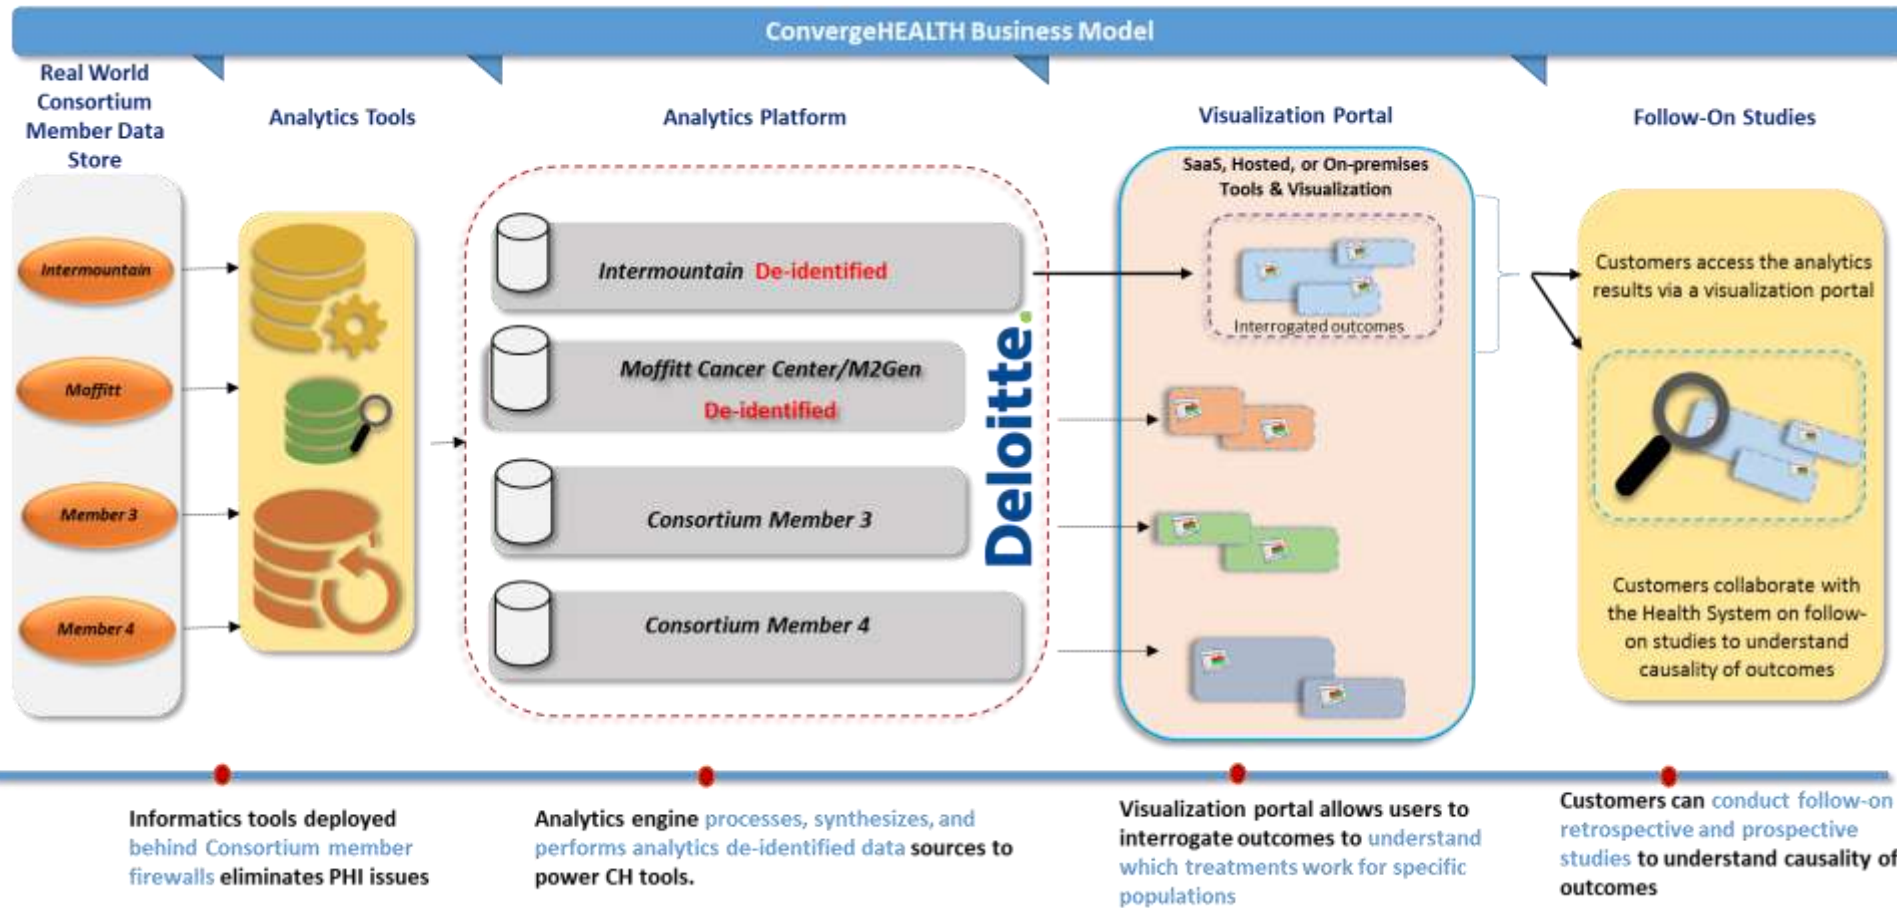 ConvergeHEALTH Business Model
Real World
Consortium
Member Data
Store
Analytics Tools
Analytics Platform
Visualization Portal
Follow-On Studies
Intermountain
Moffitt
Member 3
Member 4
Intermountain De-identified
Moffitt Cancer Center/M2Gen
De-identified
Consortium Member 3
Consortium Member 4
Deloitte.
SaaS, Hosted, or On-premises
Tools & Visualization
Interrogated outcomes
Customers access the analytics
results via a visualization portal
Customers collaborate with
the Health System on follow-
on studies to understand
causality of outcomes
Informatics tools deployed
behind Consortium member
firewalls eliminates PHI issues
Analytics engine processes, synthesizes, and
performs analytics de-identified data sources to
power CH tools.
Visualization portal allows users to
interrogate outcomes to understand
which treatments work for specific
populations
Customers can conduct follow-on
retrospective and prospective
studies to understand causality of
outcomes